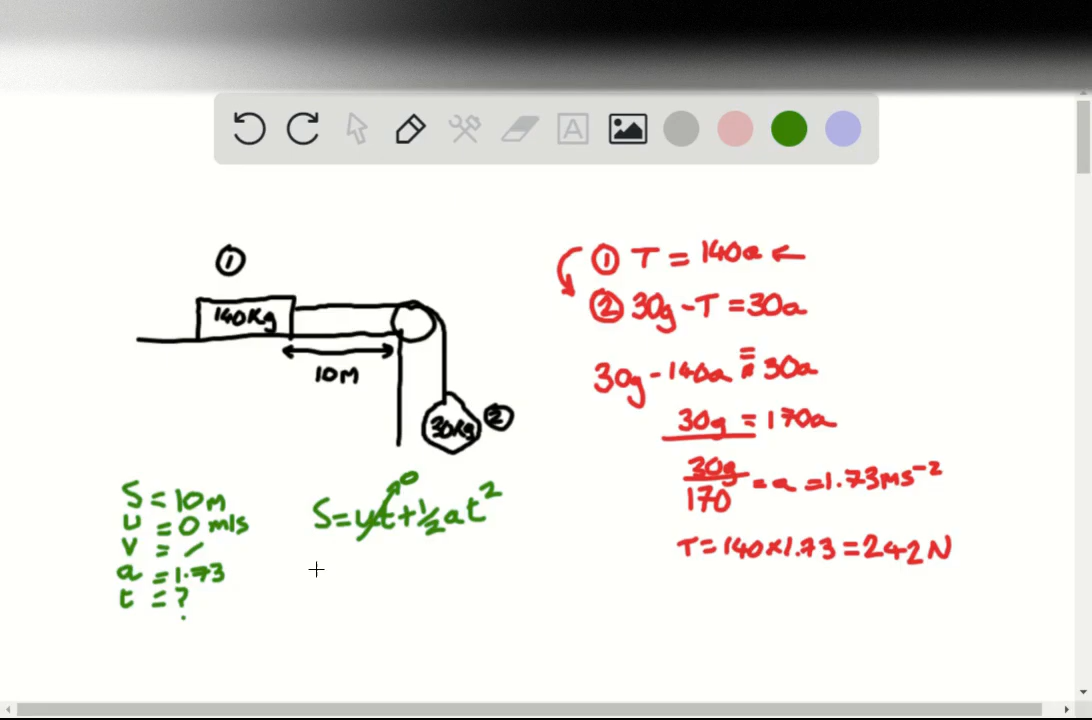 ①
140Kg
10M
30Kg ②
① T = 140a ←
② 30g - T = 30a
30g - 140a = 30a
30g = 170a
30g/170 = a = 1.73ms⁻²
T = 140×1.73 = 242N
S = 10m
U = 0 m/s
V = /
a = 1.73
t = ?
S = ut + ½at²
0
A